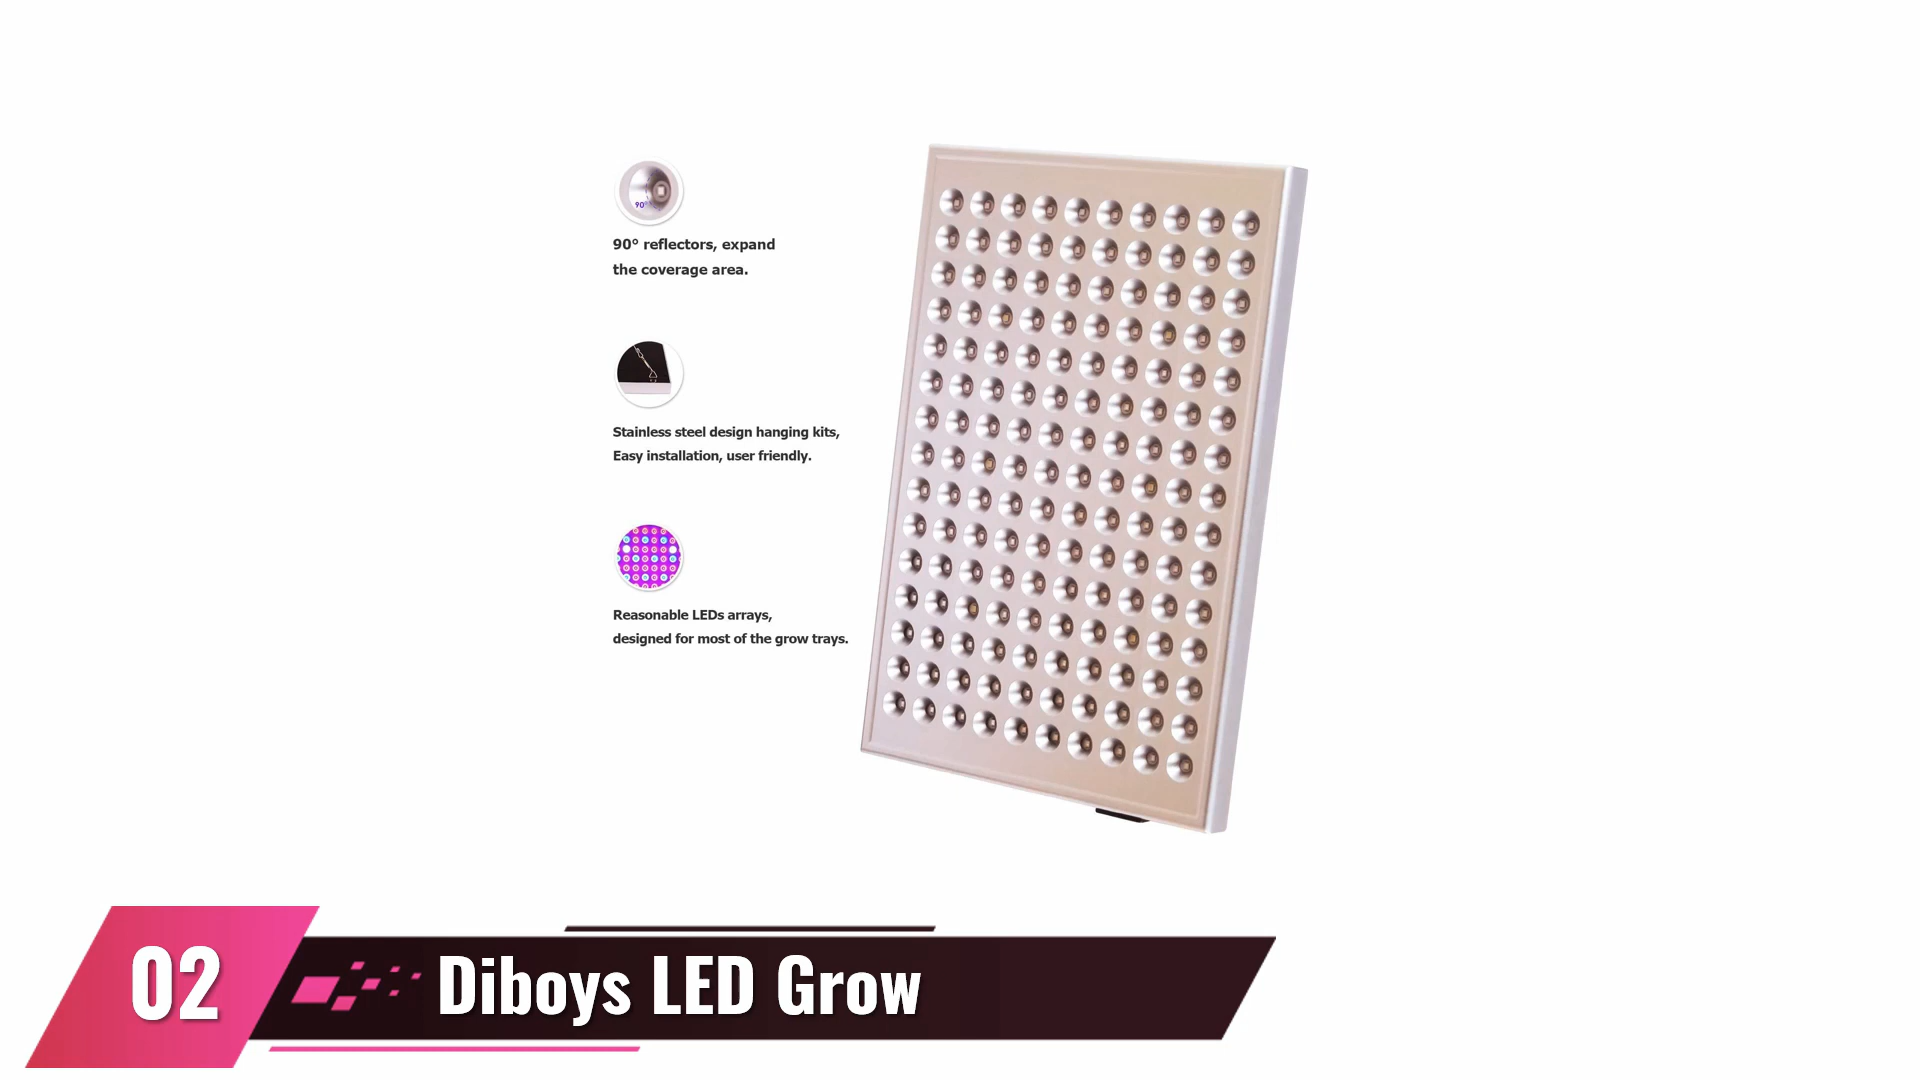 90°
90° reflectors, expand
the coverage area.
Stainless steel design hanging kits,
Easy installation, user friendly.
Reasonable LEDs arrays,
designed for most of the grow trays.
02
Diboys LED Grow